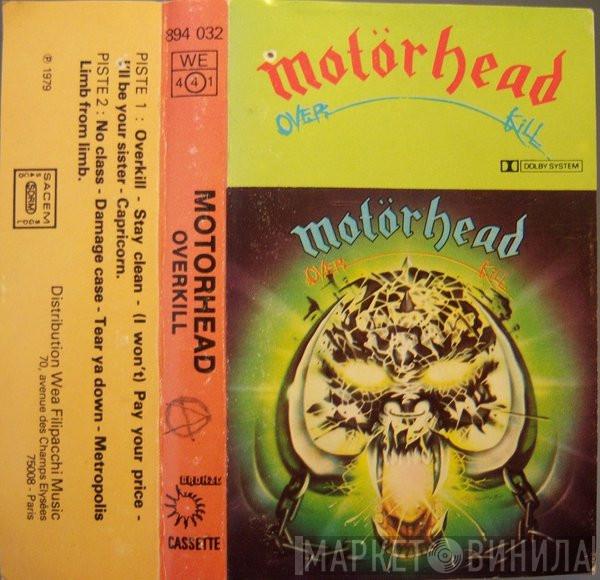 PISTE 1 : Overkill - Stay clean - (I won't) Pay your price -
I'll be your sister - Capricorn.
PISTE 2 : No class - Damage case - Tear ya down - Metropolis
Limb from limb.
℗ 1979
SACEM
SDRM
Distribution Wea Filipacchi Music
70, avenue des Champs Elysées
75008 - Paris
894 032
WE
441
MOTORHEAD
OVERKILL
BRONZE
CASSETTE
motörhead
OVER KILL
DOLBY SYSTEM
motörhead
OVER KILL
МАРКЕТ ВИНИЛА